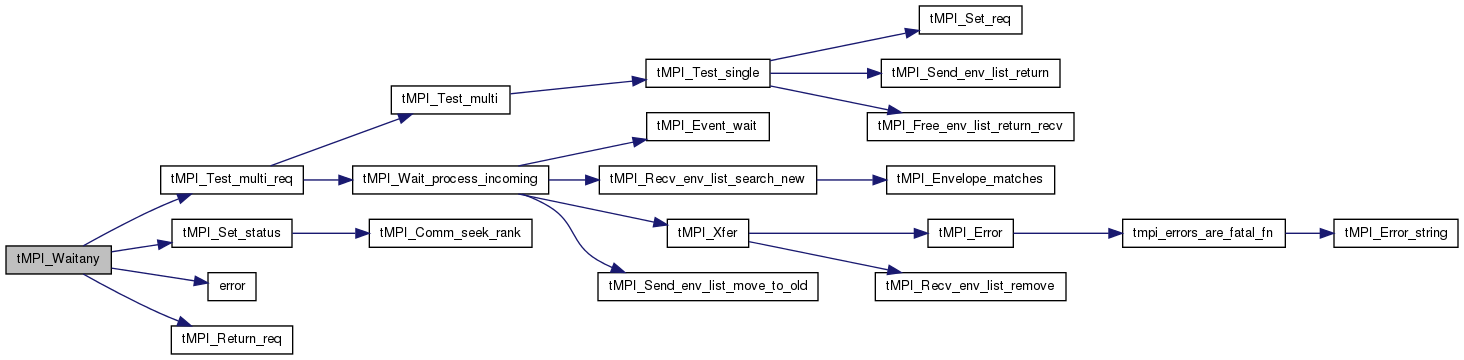 tMPI_Set_req
tMPI_Test_single
tMPI_Send_env_list_return
tMPI_Test_multi
tMPI_Free_env_list_return_recv
tMPI_Event_wait
tMPI_Test_multi_req
tMPI_Wait_process_incoming
tMPI_Recv_env_list_search_new
tMPI_Envelope_matches
tMPI_Set_status
tMPI_Comm_seek_rank
tMPI_Xfer
tMPI_Error
tmpi_errors_are_fatal_fn
tMPI_Error_string
tMPI_Waitany
error
tMPI_Send_env_list_move_to_old
tMPI_Recv_env_list_remove
tMPI_Return_req